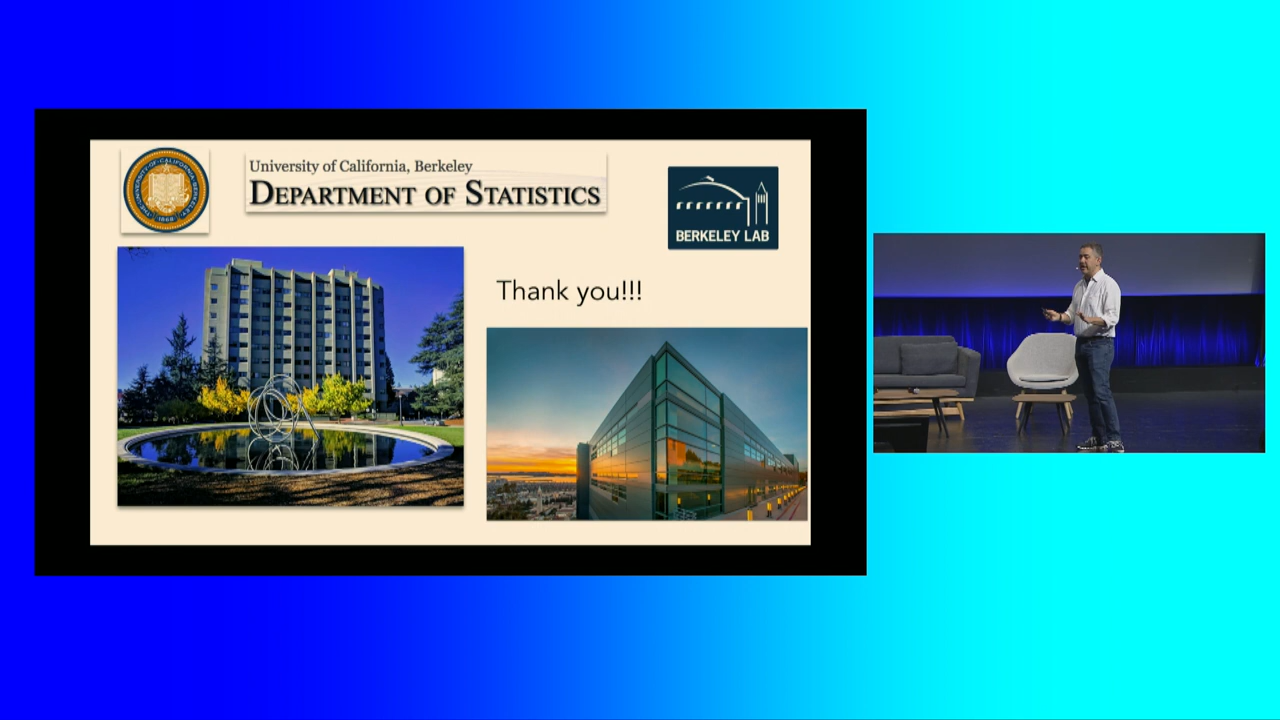 University of California, Berkeley
DEPARTMENT OF STATISTICS
BERKELEY LAB
Thank you!!!